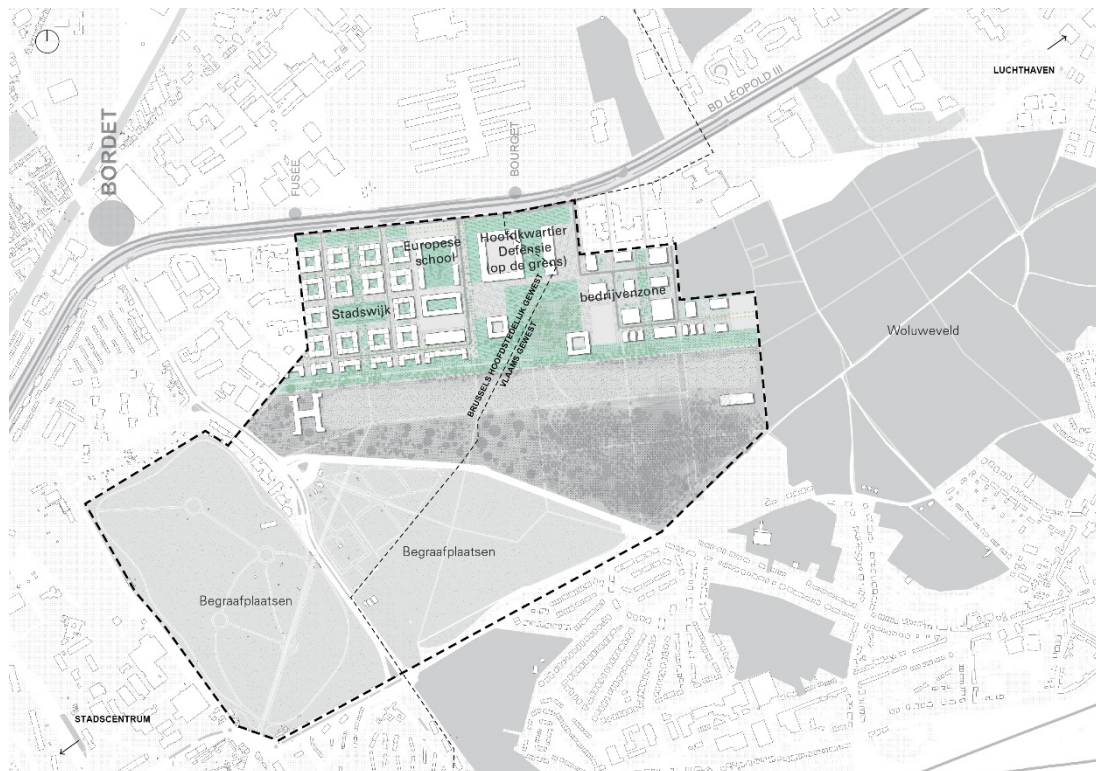 LUCHTHAVEN
BD LÉOPOLD III
BORDET
FUSÉE
BOURGET
Europese
school
Hoofdkwartier
Defensie
(op de grens)
bedrijvenzone
Stadswijk
BRUSSELS HOOFDSTEDELIJK GEWEST
VLAAMS GEWEST
Woluweveld
Begraafplaatsen
Begraafplaatsen
STADSCENTRUM